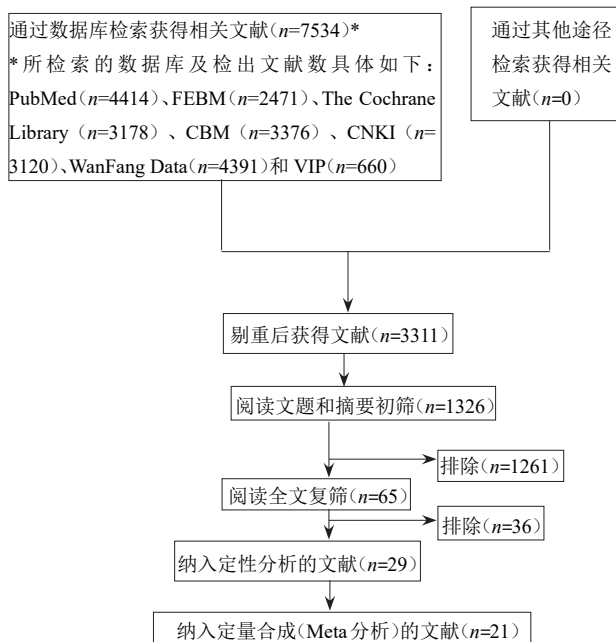 通过数据库检索获得相关文献(n=7534)*
*所检索的数据库及检出文献数具体如下：
PubMed(n=4414)、FEBM(n=2471)、The Cochrane
Library（n=3178）、CBM（n=3376）、CNKI（n=
3120）、WanFang Data(n=4391)和 VIP(n=660)
通过其他途径
检索获得相关
文献(n=0)
剔重后获得文献(n=3311)
阅读文题和摘要初筛(n=1326)
排除(n=1261)
阅读全文复筛(n=65)
排除(n=36)
纳入定性分析的文献(n=29)
纳入定量合成(Meta 分析)的文献(n=21)